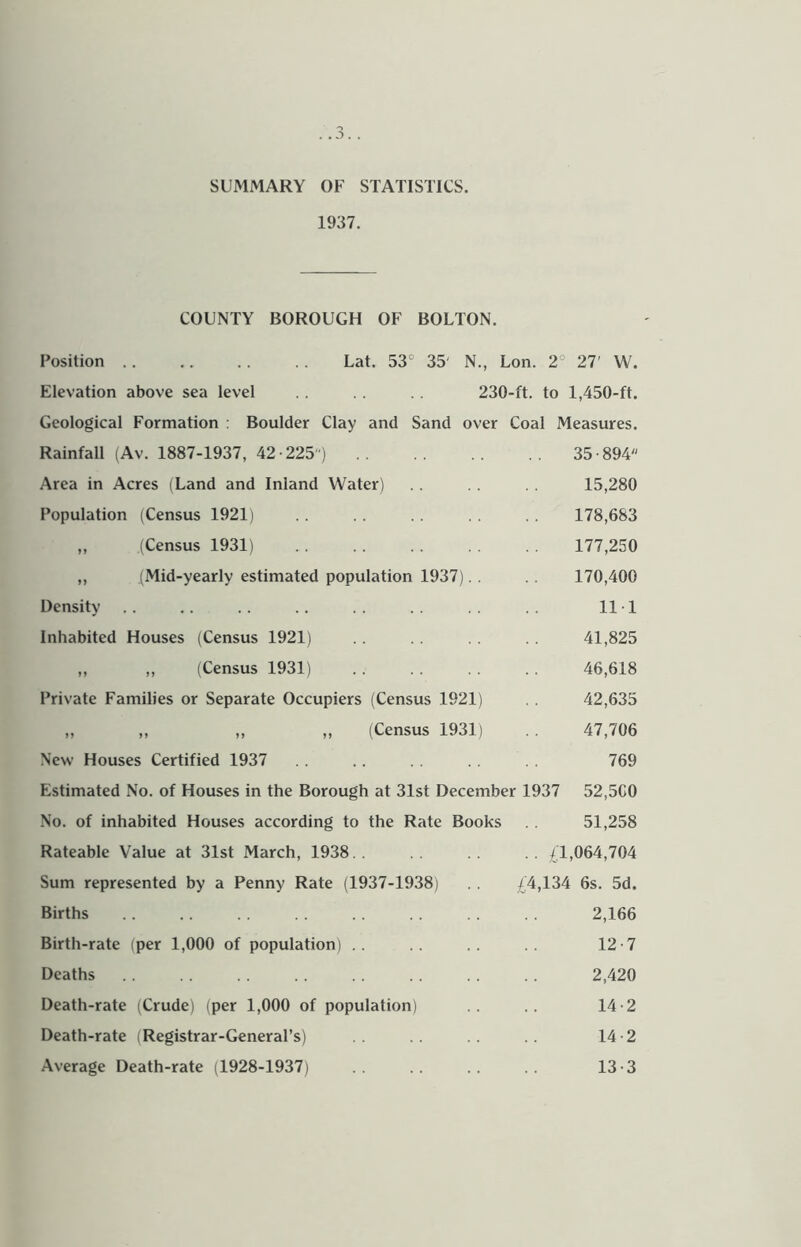 ..3..
SUMMARY OF STATISTICS.
1937.
COUNTY BOROUGH OF BOLTON.
Position .. .. .. .. Lat. 53° 35' N., Lon. 2° 27' W.
Elevation above sea level .. .. .. 230-ft. to 1,450-ft.
Geological Formation : Boulder Clay and Sand over Coal Measures.
Rainfall (Av. 1887-1937, 42·225") .. .. .. .. 35·894"
Area in Acres (Land and Inland Water) .. .. .. 15,280
Population (Census 1921) .. .. .. .. .. 178,683
„ (Census 1931) .. .. .. .. .. 177,250
„ (Mid-yearly estimated population 1937).. .. 170,400
Density .. .. .. .. .. .. .. .. 11·1
Inhabited Houses (Census 1921) .. .. .. .. 41,825
„ „ (Census 1931) .. .. .. .. 46,618
Private Families or Separate Occupiers (Census 1921) .. 42,635
„ „ „ „ (Census 1931) .. 47,706
New Houses Certified 1937 .. .. .. .. .. 769
Estimated No. of Houses in the Borough at 31st December 1937 52,500
No. of inhabited Houses according to the Rate Books .. 51,258
Rateable Value at 31st March, 1938.. .. .. .. £1,064,704
Sum represented by a Penny Rate (1937-1938) .. £4,134 6s. 5d.
Births .. .. .. .. .. .. .. .. 2,166
Birth-rate (per 1,000 of population) .. .. .. .. 12·7
Deaths .. .. .. .. .. .. .. .. 2,420
Death-rate (Crude) (per 1,000 of population) .. .. 14·2
Death-rate (Registrar-General's) .. .. .. .. 14·2
Average Death-rate (1928-1937) .. .. .. .. 13·3